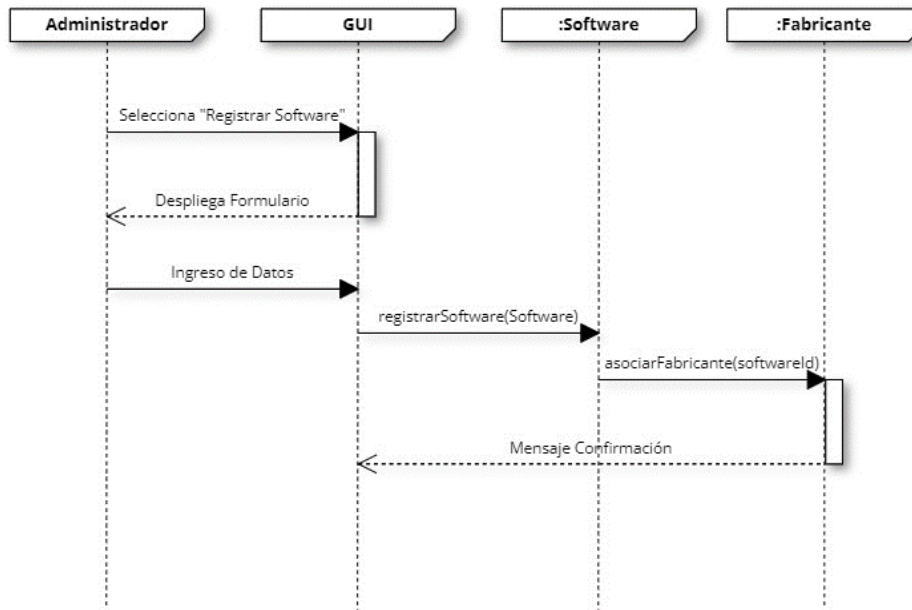 Administrador
GUI
:Software
:Fabricante
Selecciona "Registrar Software"
Despliega Formulario
Ingreso de Datos
registrarSoftware(Software)
asociarFabricante(softwareId)
Mensaje Confirmación